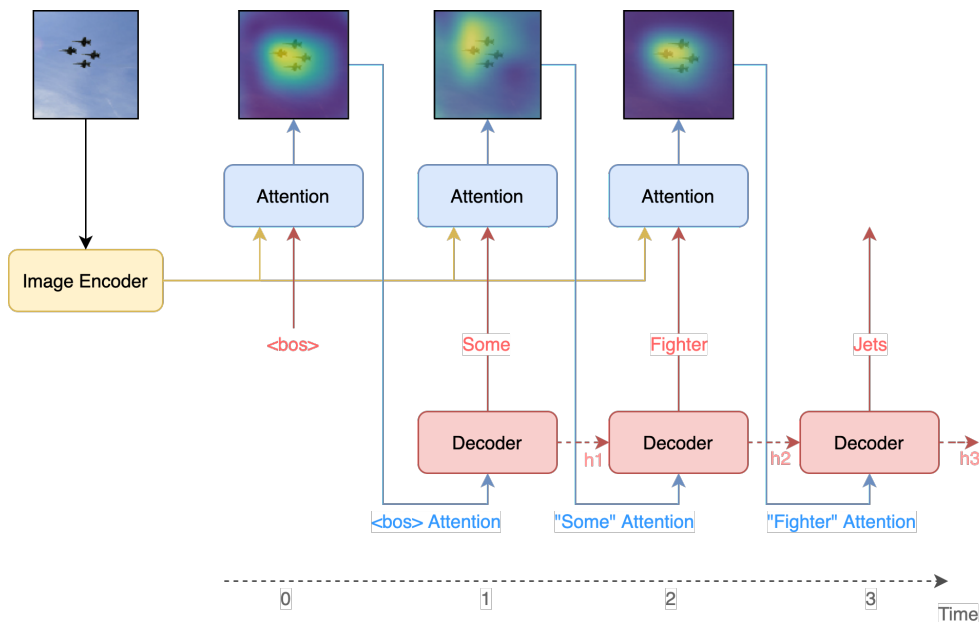 Attention
Attention
Attention
Image Encoder
<bos>
Some
Fighter
Jets
Decoder
Decoder
Decoder
h1
h2
h3
<bos> Attention
"Some" Attention
"Fighter" Attention
0
1
2
3
Time